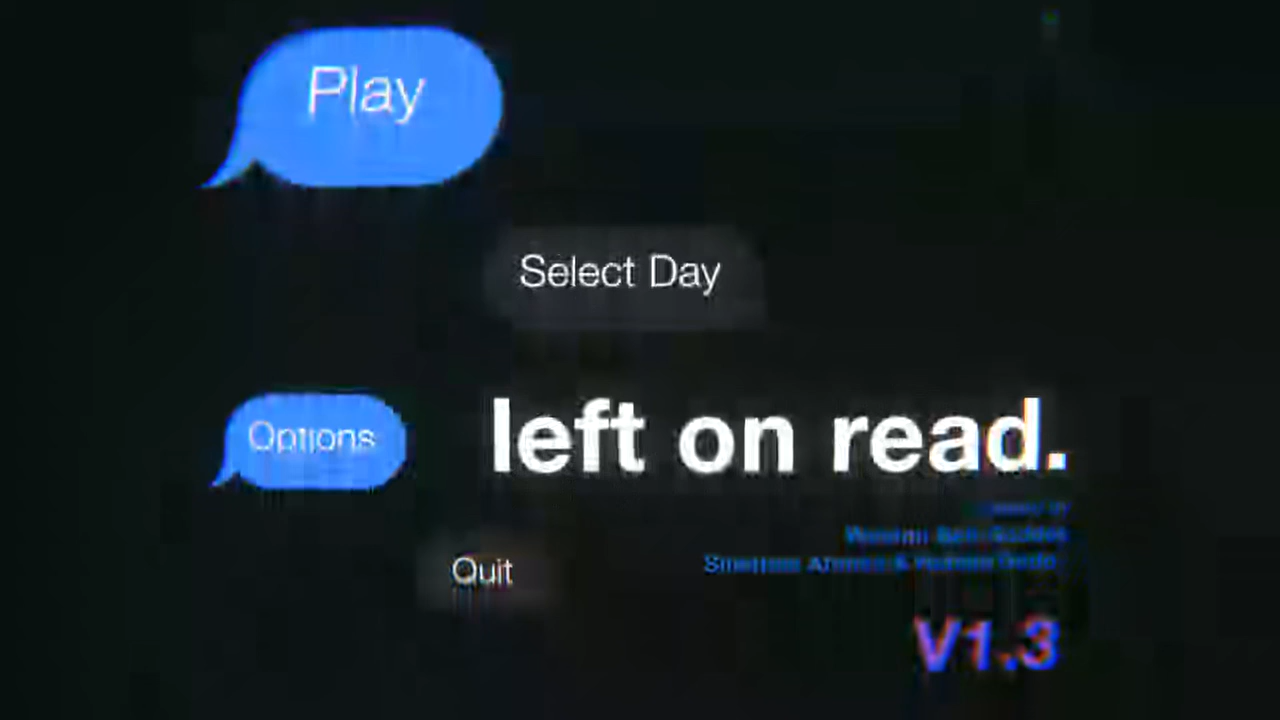 Play
Select Day
Options
left on read.
Quit
V1.3